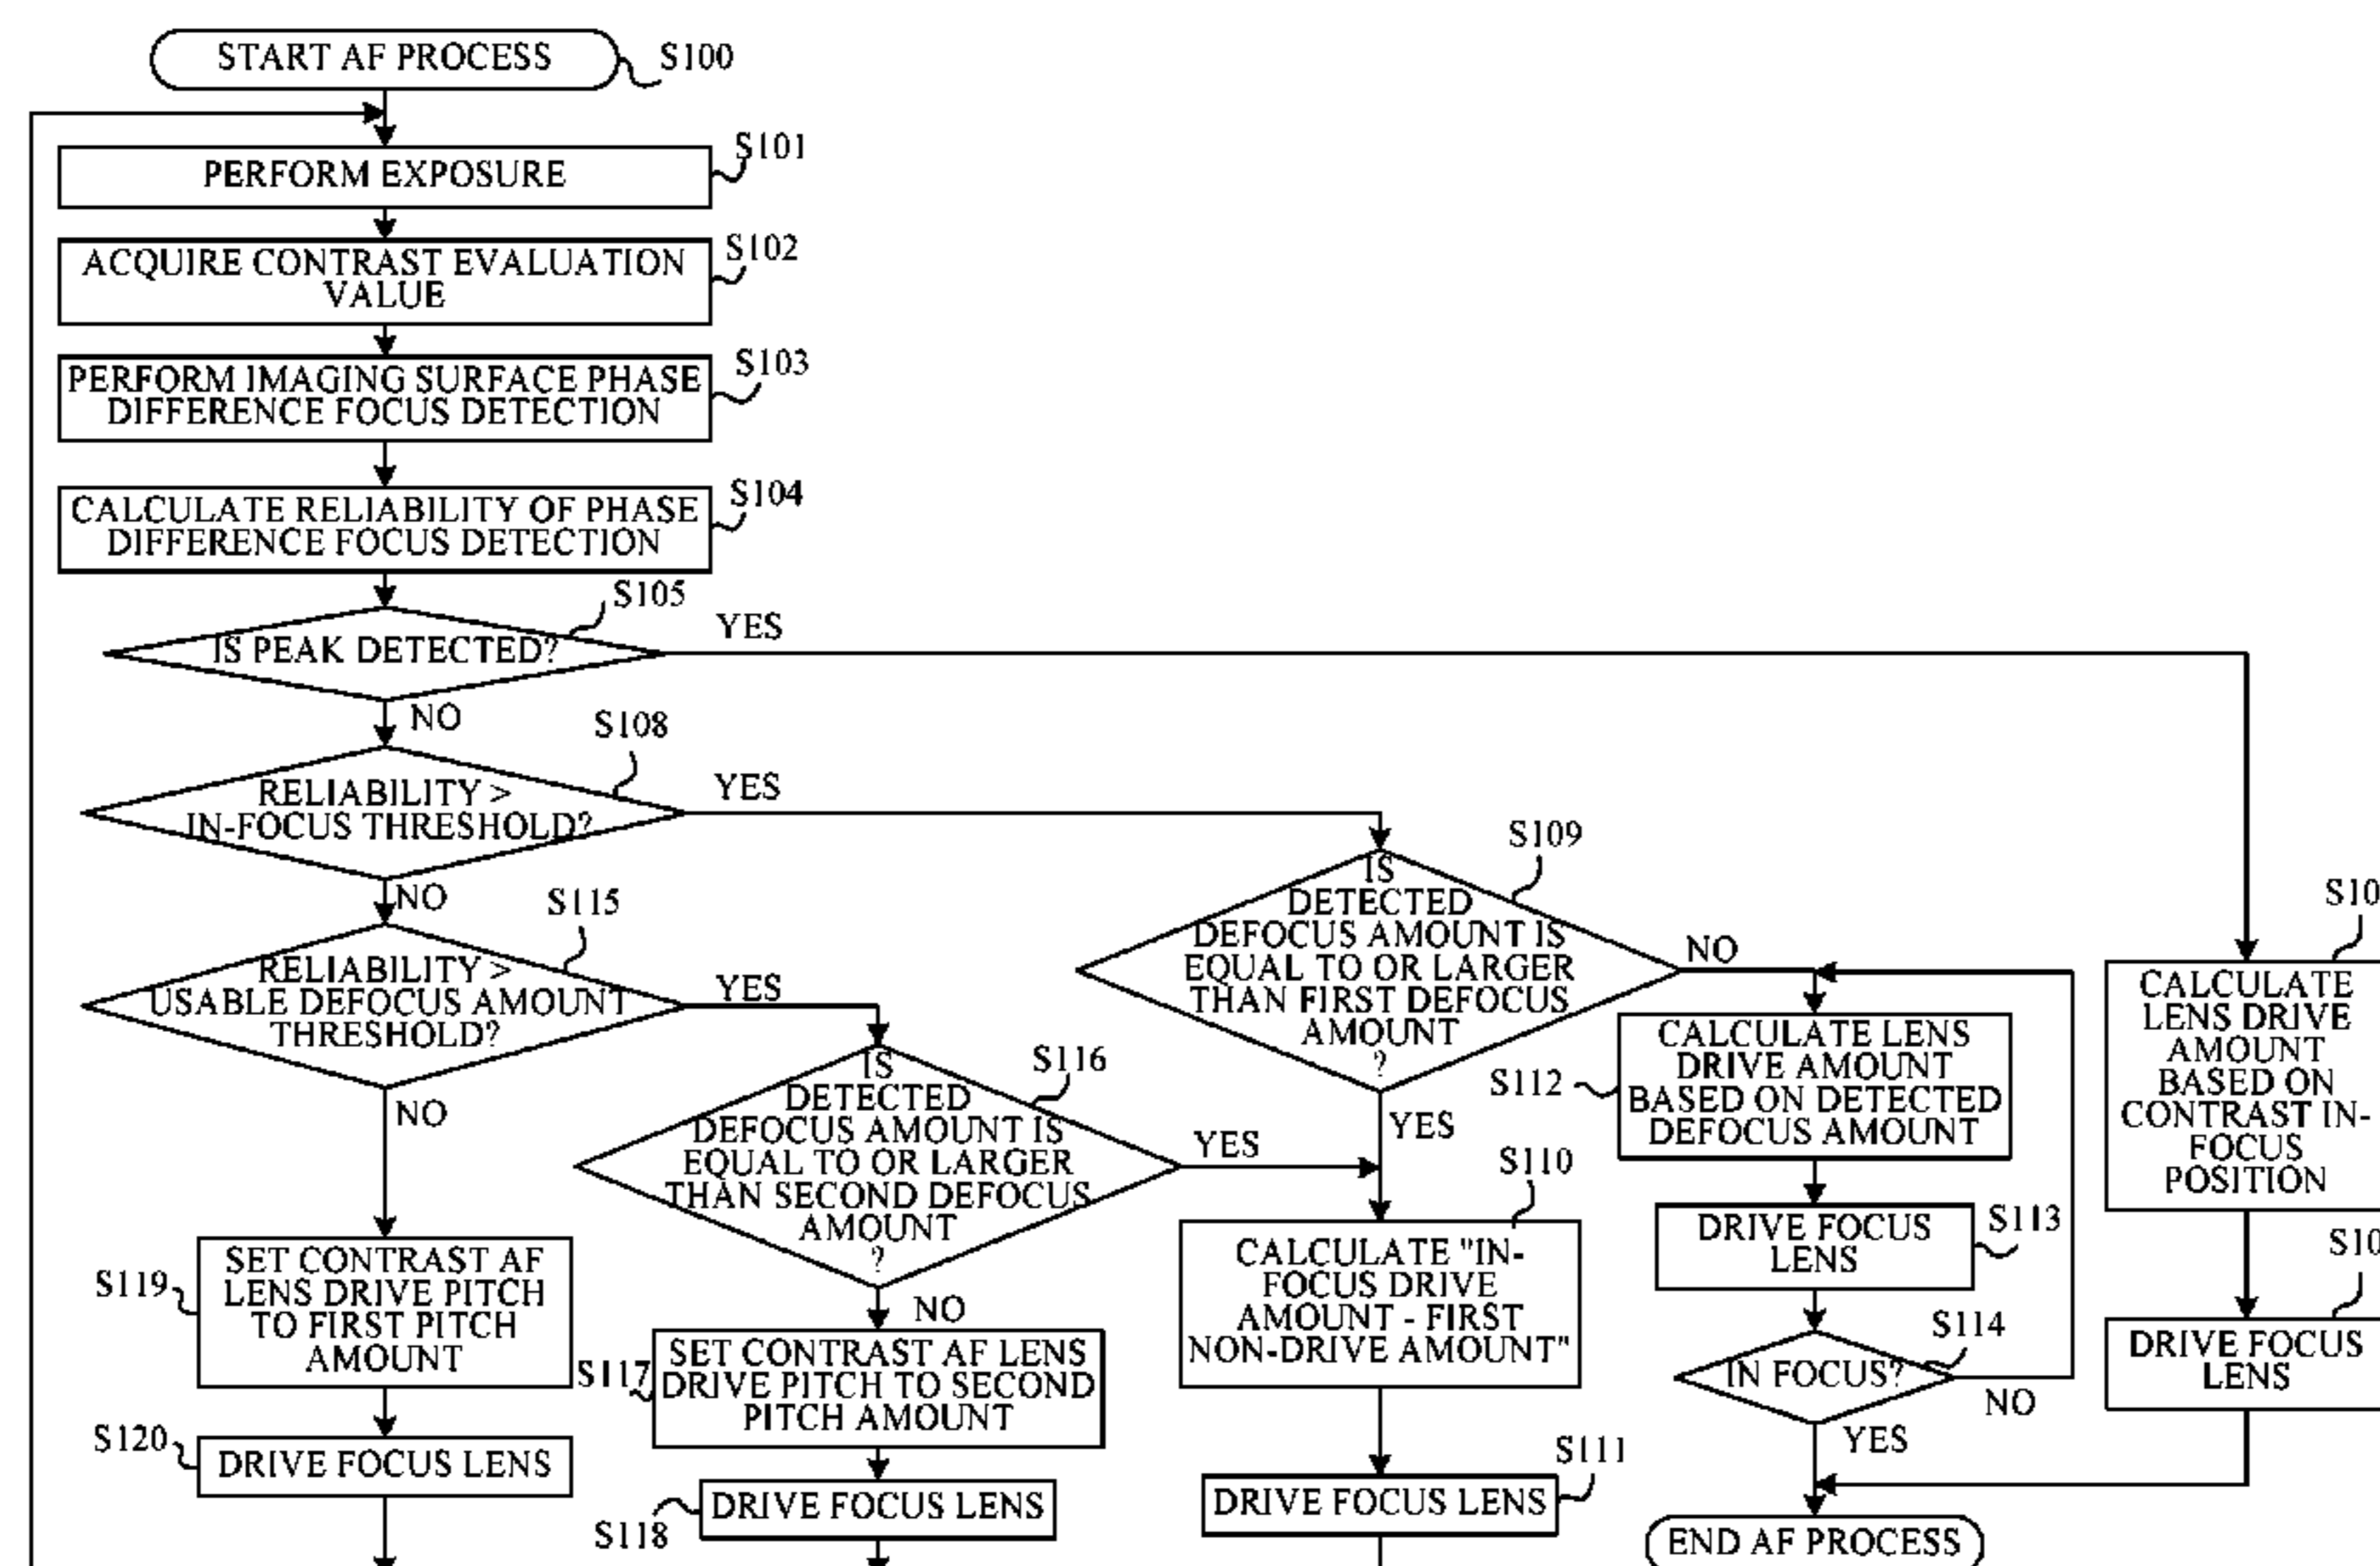 START AF PROCESS
S100
S101
PERFORM EXPOSURE
S102
ACQUIRE CONTRAST EVALUATION
VALUE
S103
PERFORM IMAGING SURFACE PHASE
DIFFERENCE FOCUS DETECTION
S104
CALCULATE RELIABILITY OF PHASE
DIFFERENCE FOCUS DETECTION
S105
IS PEAK DETECTED?
YES
NO
S108
RELIABILITY >
IN-FOCUS THRESHOLD?
YES
NO
S115
RELIABILITY >
USABLE DEFOCUS AMOUNT
THRESHOLD?
YES
NO
S109
IS
DETECTED
DEFOCUS AMOUNT IS
EQUAL TO OR LARGER
THAN FIRST DEFOCUS
AMOUNT
?
NO
YES
S116
IS
DETECTED
DEFOCUS AMOUNT IS
EQUAL TO OR LARGER
THAN SECOND DEFOCUS
AMOUNT
?
YES
NO
S112
CALCULATE LENS
DRIVE AMOUNT
BASED ON DETECTED
DEFOCUS AMOUNT
S10
CALCULATE
LENS DRIVE
AMOUNT
BASED ON
CONTRAST IN-
FOCUS
POSITION
S119
SET CONTRAST AF
LENS DRIVE PITCH
TO FIRST PITCH
AMOUNT
S117
SET CONTRAST AF LENS
DRIVE PITCH TO SECOND
PITCH AMOUNT
S110
CALCULATE "IN-
FOCUS DRIVE
AMOUNT - FIRST
NON-DRIVE AMOUNT"
S113
DRIVE FOCUS
LENS
S114
IN FOCUS?
NO
YES
S10
DRIVE FOCUS
LENS
S120
DRIVE FOCUS LENS
S118
DRIVE FOCUS LENS
S111
DRIVE FOCUS LENS
END AF PROCESS